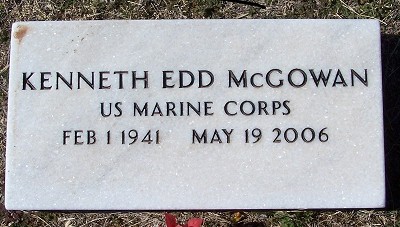 KENNETH EDD McGOWAN
US MARINE CORPS
FEB 1 1941 MAY 19 2006